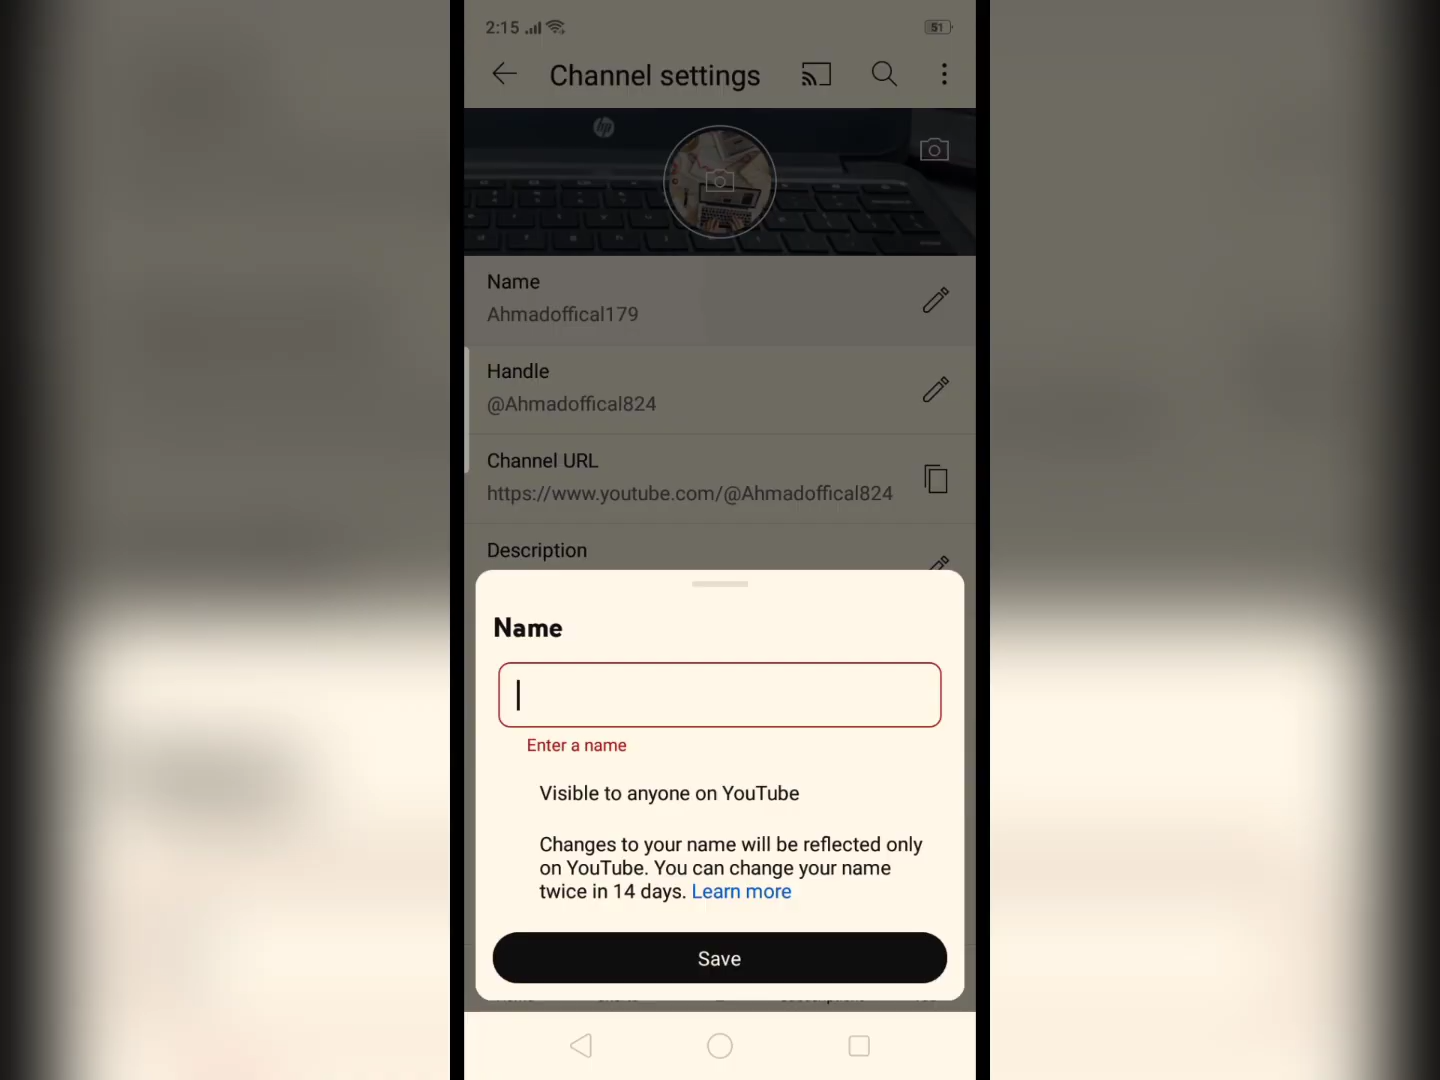 2:15
51
Channel settings
hp
Name
Ahmadoffical179
Handle
@Ahmadoffical824
Channel URL
https://www.youtube.com/@Ahmadoffical824
Description
Name
Enter a name
Visible to anyone on YouTube
Changes to your name will be reflected only
on YouTube. You can change your name
twice in 14 days. Learn more
Save